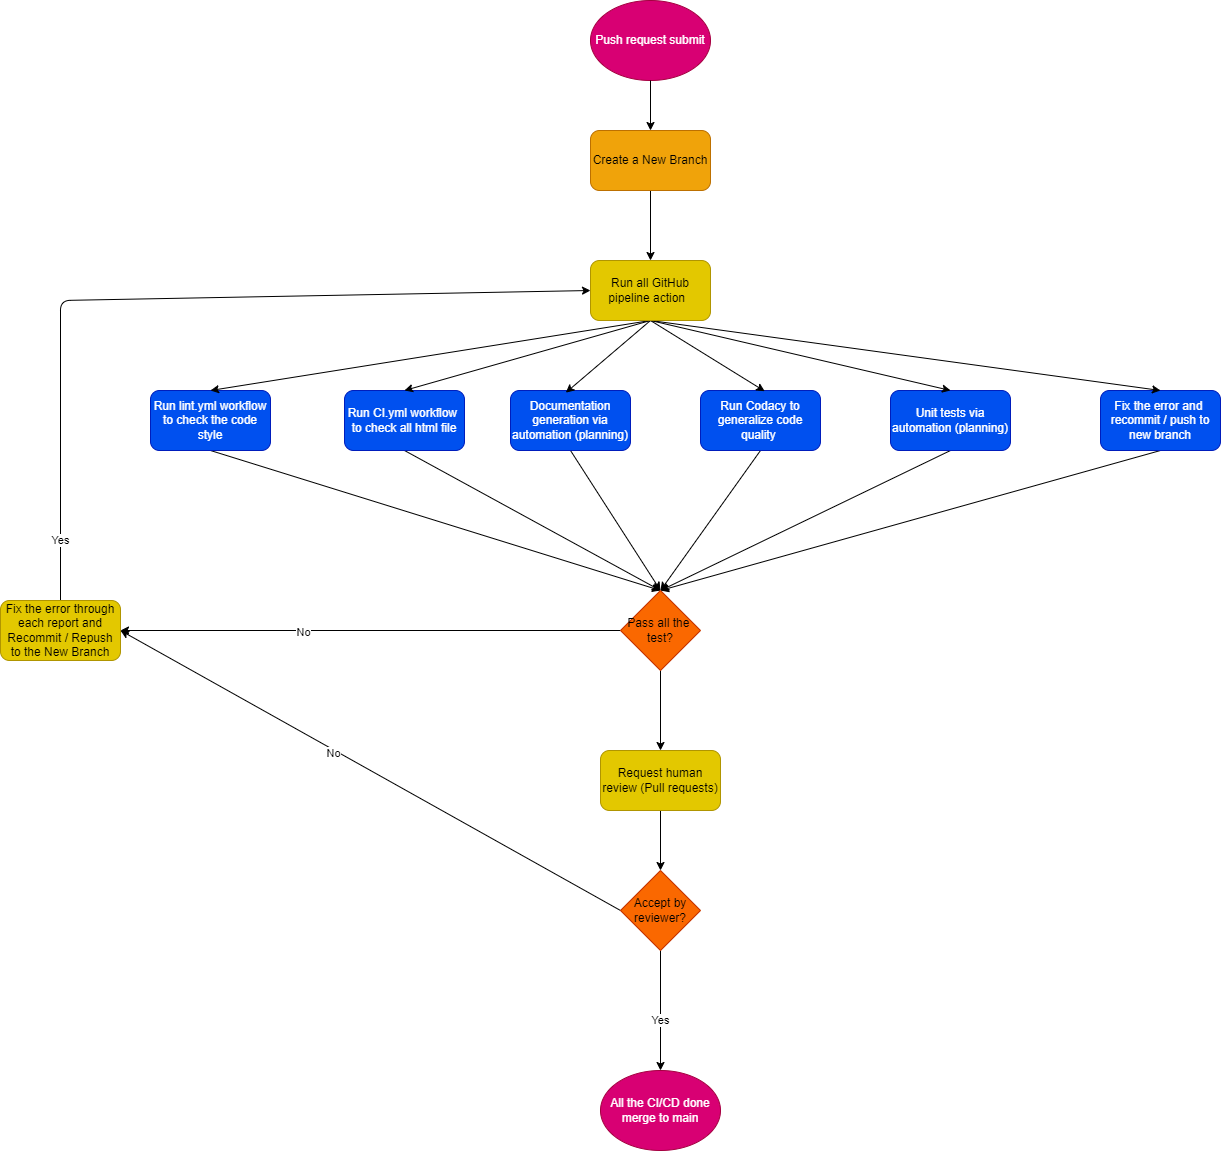 Push request submit
Create a New Branch
Run all GitHub
pipeline action
Run lint.yml workflow
to check the code
style
Run CI.yml workflow
to check all html file
Documentation
generation via
automation (planning)
Run Codacy to
generalize code
quality
Unit tests via
automation (planning)
Fix the error and
recommit / push to
new branch
Yes
Fix the error through
each report and
Recommit / Repush
to the New Branch
No
Pass all the
test?
No
Request human
review (Pull requests)
Accept by
reviewer?
Yes
All the CI/CD done
merge to main